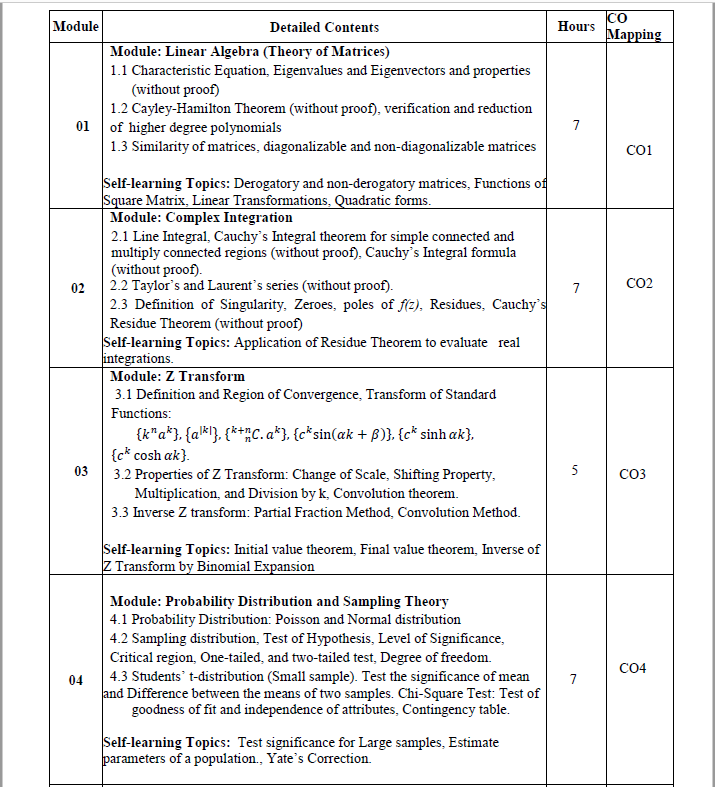 Module Detailed Contents Hours CO Mapping
Module: Linear Algebra (Theory of Matrices)
1.1 Characteristic Equation, Eigenvalues and Eigenvectors and properties
(without proof)
1.2 Cayley-Hamilton Theorem (without proof), verification and reduction
01 of higher degree polynomials 7
1.3 Similarity of matrices, diagonalizable and non-diagonalizable matrices
CO1
Self-learning Topics: Derogatory and non-derogatory matrices, Functions of
Square Matrix, Linear Transformations, Quadratic forms.
Module: Complex Integration
2.1 Line Integral, Cauchy’s Integral theorem for simple connected and
multiply connected regions (without proof), Cauchy’s Integral formula
(without proof).
02 2.2 Taylor’s and Laurent’s series (without proof). 7 CO2
2.3 Definition of Singularity, Zeroes, poles of f(z), Residues, Cauchy’s
Residue Theorem (without proof)
Self-learning Topics: Application of Residue Theorem to evaluate real
integrations.
Module: Z Transform
3.1 Definition and Region of Convergence, Transform of Standard
Functions:
{kⁿaᵏ}, {a^|k|}, {ᵏ⁺ⁿₙC. aᵏ}, {cᵏ sin(αk + β)}, {cᵏ sinh αk},
{cᵏ cosh αk}.
03 3.2 Properties of Z Transform: Change of Scale, Shifting Property, 5 CO3
Multiplication, and Division by k, Convolution theorem.
3.3 Inverse Z transform: Partial Fraction Method, Convolution Method.
Self-learning Topics: Initial value theorem, Final value theorem, Inverse of
Z Transform by Binomial Expansion
Module: Probability Distribution and Sampling Theory
4.1 Probability Distribution: Poisson and Normal distribution
4.2 Sampling distribution, Test of Hypothesis, Level of Significance,
Critical region, One-tailed, and two-tailed test, Degree of freedom.
04 4.3 Students’ t-distribution (Small sample). Test the significance of mean 7 CO4
and Difference between the means of two samples. Chi-Square Test: Test of
goodness of fit and independence of attributes, Contingency table.
Self-learning Topics: Test significance for Large samples, Estimate
parameters of a population., Yate’s Correction.